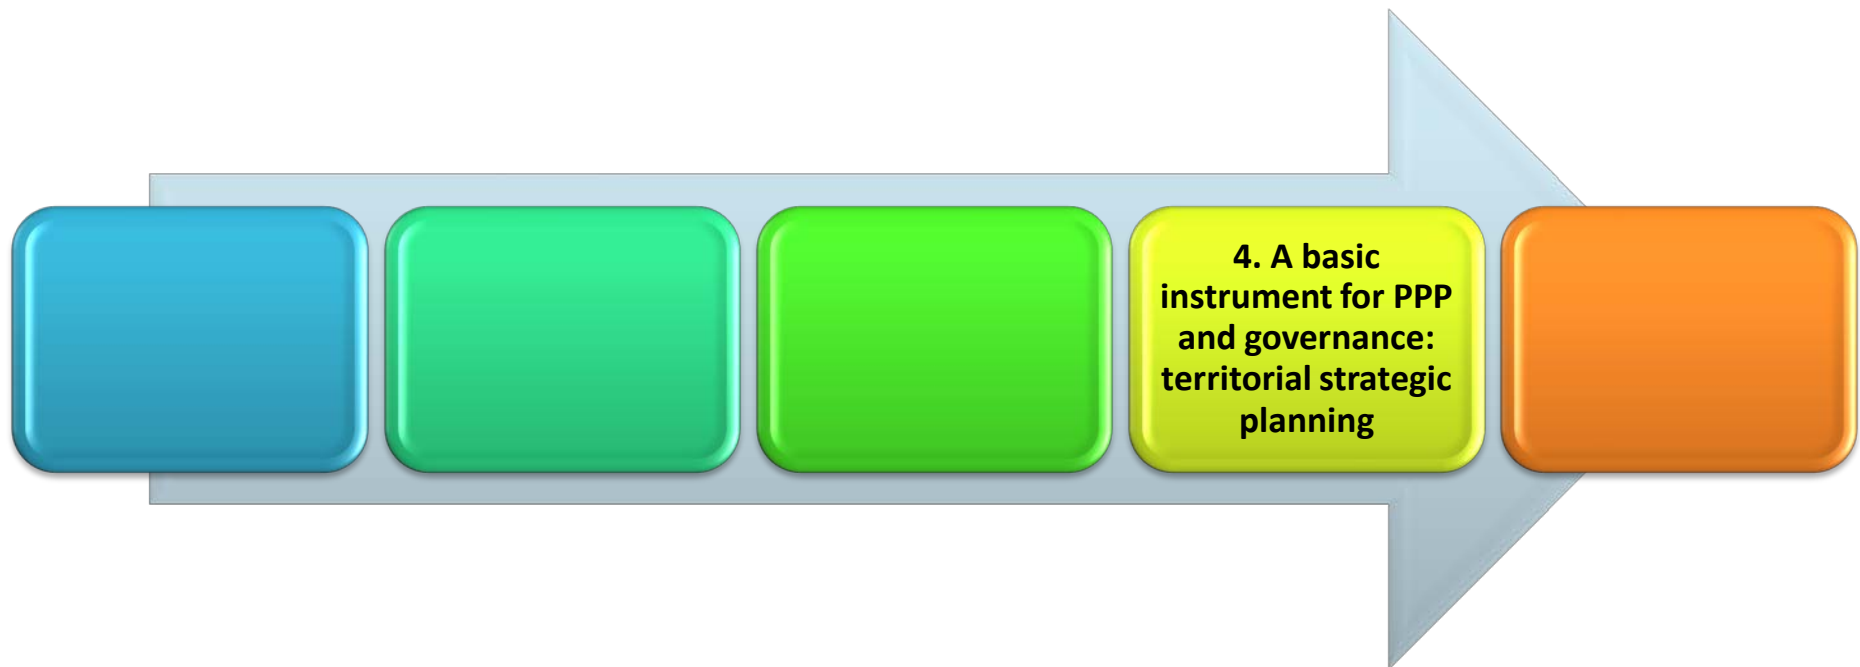 4. A basic
instrument for PPP
and governance:
territorial strategic
planning